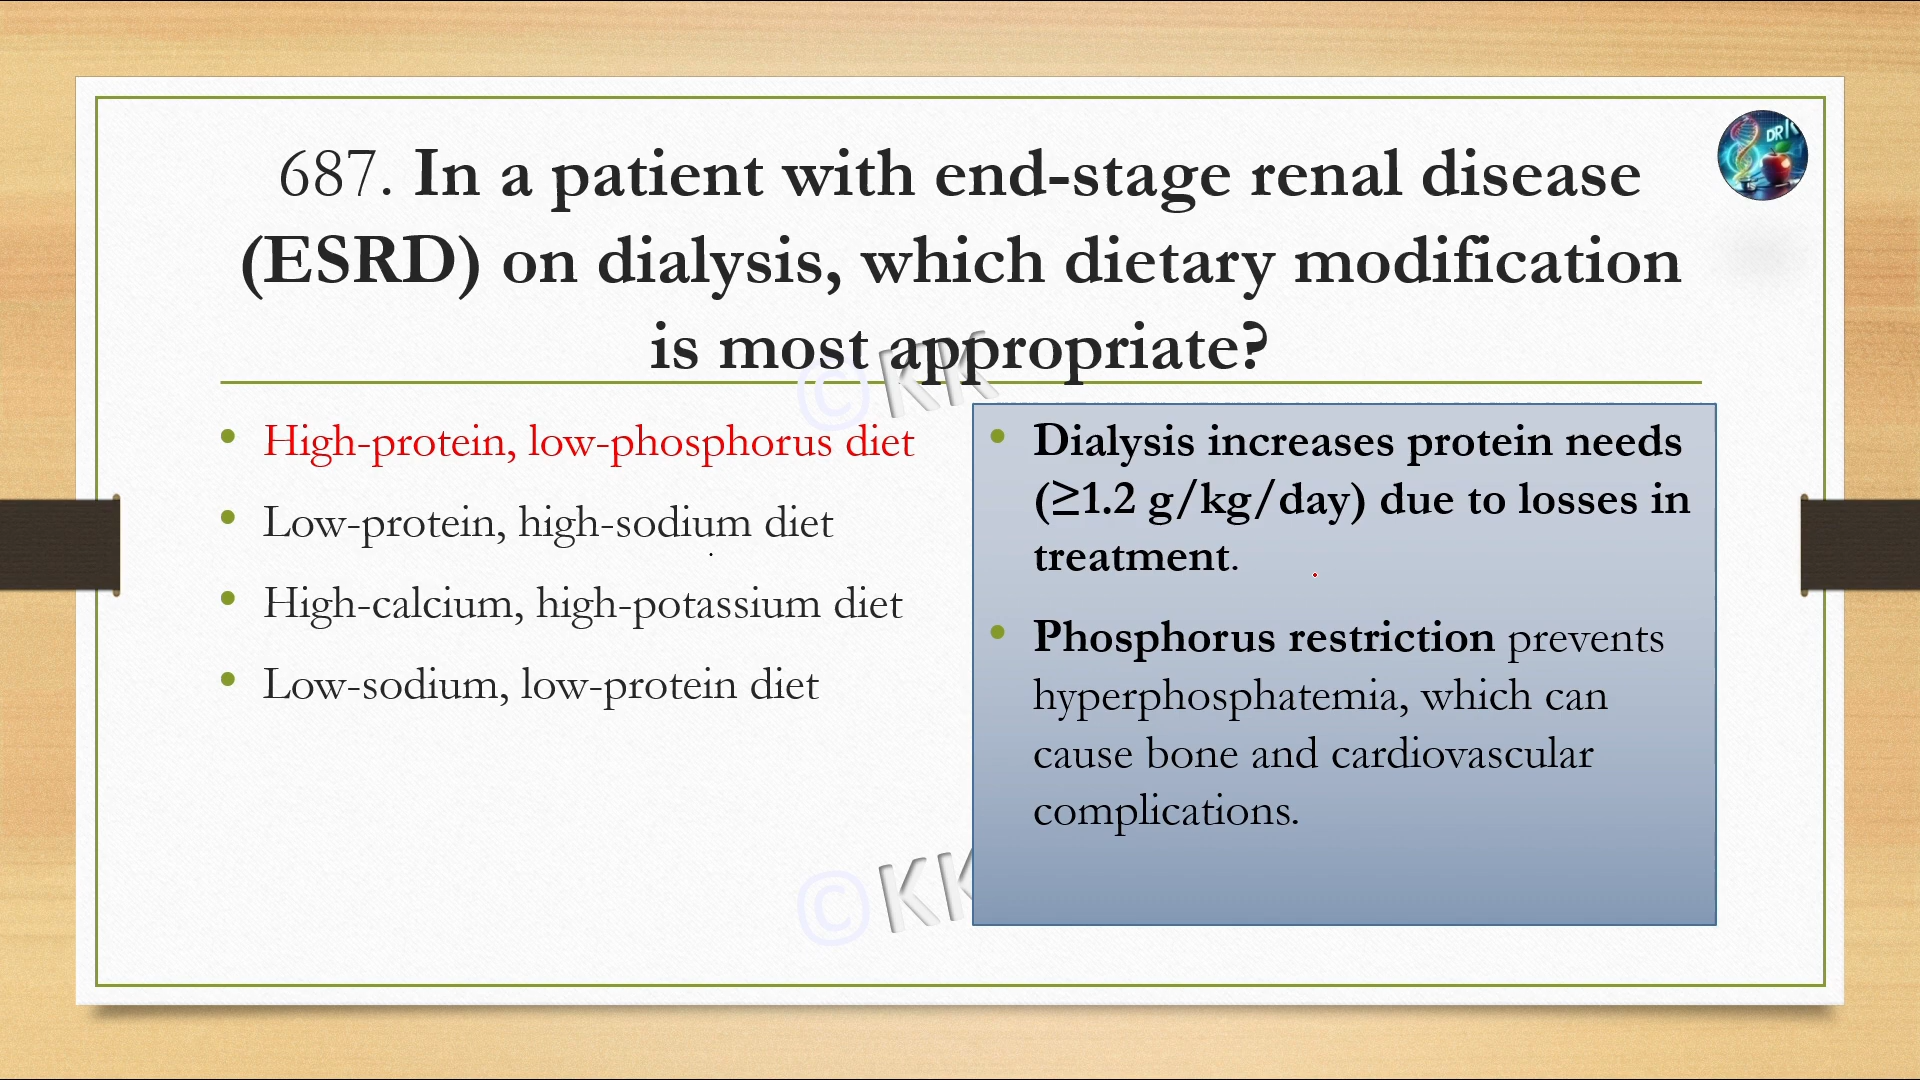 687. In a patient with end-stage renal disease
(ESRD) on dialysis, which dietary modification
is most appropriate?
• High-protein, low-phosphorus diet
• Low-protein, high-sodium diet
• High-calcium, high-potassium diet
• Low-sodium, low-protein diet
• Dialysis increases protein needs
(≥1.2 g/kg/day) due to losses in
treatment.
• Phosphorus restriction prevents
hyperphosphatemia, which can
cause bone and cardiovascular
complications.
©KK
©KK
DR